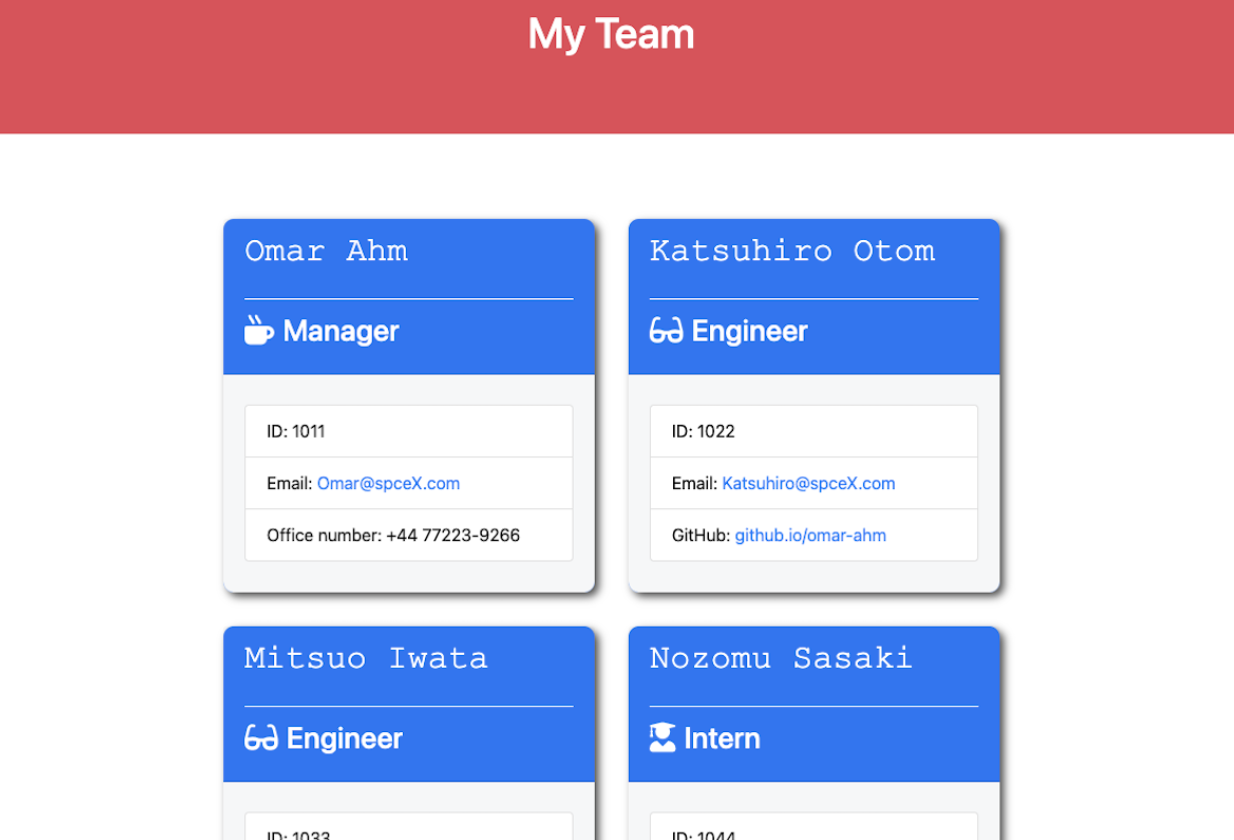 My Team
Omar Ahm
Manager
ID: 1011
Email: Omar@spceX.com
Office number: +44 77223-9266
Katsuhiro Otom
Engineer
ID: 1022
Email: Katsuhiro@spceX.com
GitHub: github.io/omar-ahm
Mitsuo Iwata
Engineer
ID: 1033
Nozomu Sasaki
Intern
ID: 1044